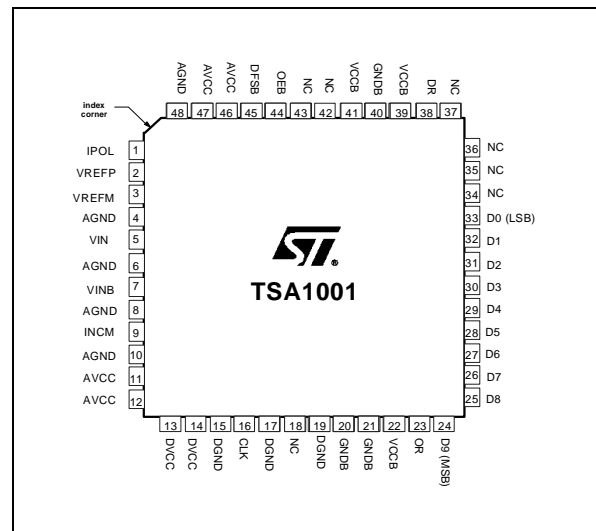 AGND AVCC AVCC DFSB OEB NC NC VCCB GNDB VCCB DR NC
index
corner
48 47 46 45 44 43 42 41 40 39 38 37
IPOL 1
VREFP 2
VREFM 3
AGND 4
VIN 5
AGND 6
VINB 7
AGND 8
INCM 9
AGND 10
AVCC 11
AVCC 12
ST
TSA1001
36 NC
35 NC
34 NC
33 D0 (LSB)
32 D1
31 D2
30 D3
29 D4
28 D5
27 D6
26 D7
25 D8
13 14 15 16 17 18 19 20 21 22 23 24
DVCC DVCC DGND CLK DGND NC DGND GNDB GNDB VCCB OR D9 (MSB)